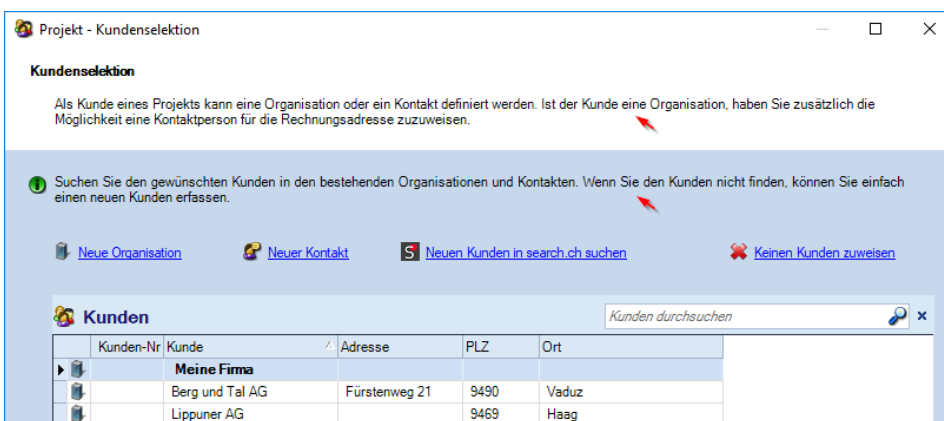 Projekt - Kundenselektion
Kundenselektion
Als Kunde eines Projekts kann eine Organisation oder ein Kontakt definiert werden. Ist der Kunde eine Organisation, haben Sie zusätzlich die
Möglichkeit eine Kontaktperson für die Rechnungsadresse zuzuweisen.
Suchen Sie den gewünschten Kunden in den bestehenden Organisationen und Kontakten. Wenn Sie den Kunden nicht finden, können Sie einfach
einen neuen Kunden erfassen.
Neue Organisation Neuer Kontakt S Neuen Kunden in search.ch suchen Keinen Kunden zuweisen
Kunden Kunden durchsuchen
Kunden-Nr Kunde Adresse PLZ Ort
Meine Firma
Berg und Tal AG Fürstenweg 21 9490 Vaduz
Lippuner AG 9469 Haag